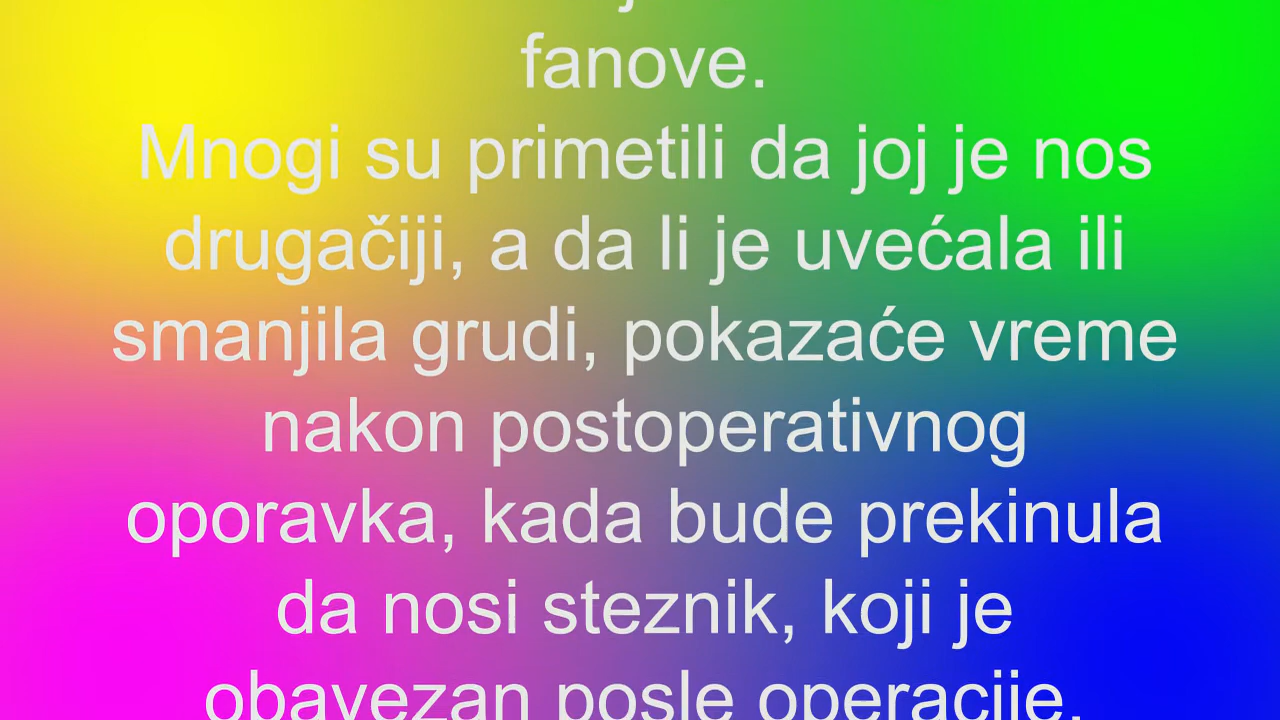 fanove.
Mnogi su primetili da joj je nos
drugačiji, a da li je uvećala ili
smanjila grudi, pokazaće vreme
nakon postoperativnog
oporavka, kada bude prekinula
da nosi steznik, koji je
obavezan posle operacije.